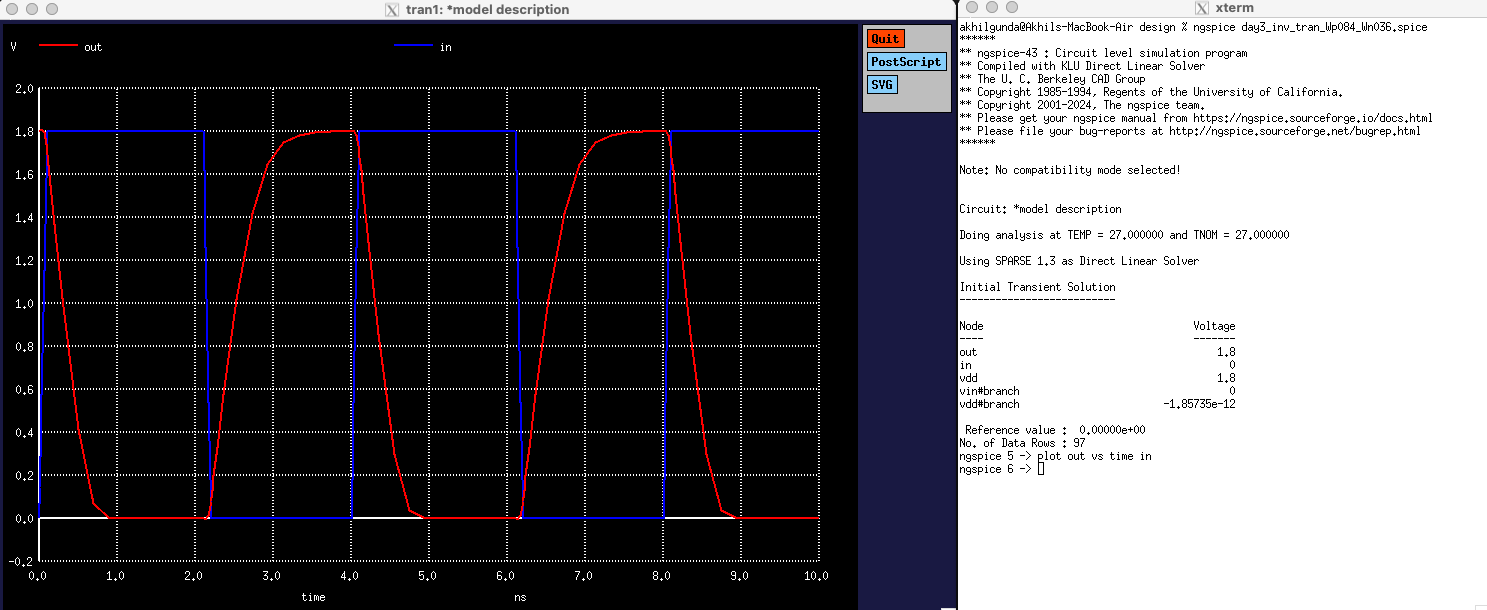 tran1: *model description
V out in
Quit
PostScript
SVG
2.0
1.8
1.6
1.4
1.2
1.0
0.8
0.6
0.4
0.2
0.0
-0.2
0.0 1.0 2.0 3.0 4.0 5.0 6.0 7.0 8.0 9.0 10.0
time ns
xterm
akhilgunda@Akhils-MacBook-Air design % ngspice day3_inv_tran_Wp084_Wn036.spice
******
** ngspice-43 : Circuit level simulation program
** Compiled with KLU Direct Linear Solver
** The U. C. Berkeley CAD Group
** Copyright 1985-1994, Regents of the University of California.
** Copyright 2001-2024, The ngspice team.
** Please get your ngspice manual from https://ngspice.sourceforge.io/docs.html
** Please file your bug-reports at http://ngspice.sourceforge.net/bugrep.html
******
Note: No compatibility mode selected!
Circuit: *model description
Doing analysis at TEMP = 27.000000 and TNOM = 27.000000
Using SPARSE 1.3 as Direct Linear Solver
Initial Transient Solution
--------------------------
Node Voltage
---- -------
out 1.8
in 0
vdd 1.8
vin#branch 0
vdd#branch -1.85735e-12
Reference value : 0.00000e+00
No. of Data Rows : 97
ngspice 5 -> plot out vs time in
ngspice 6 ->